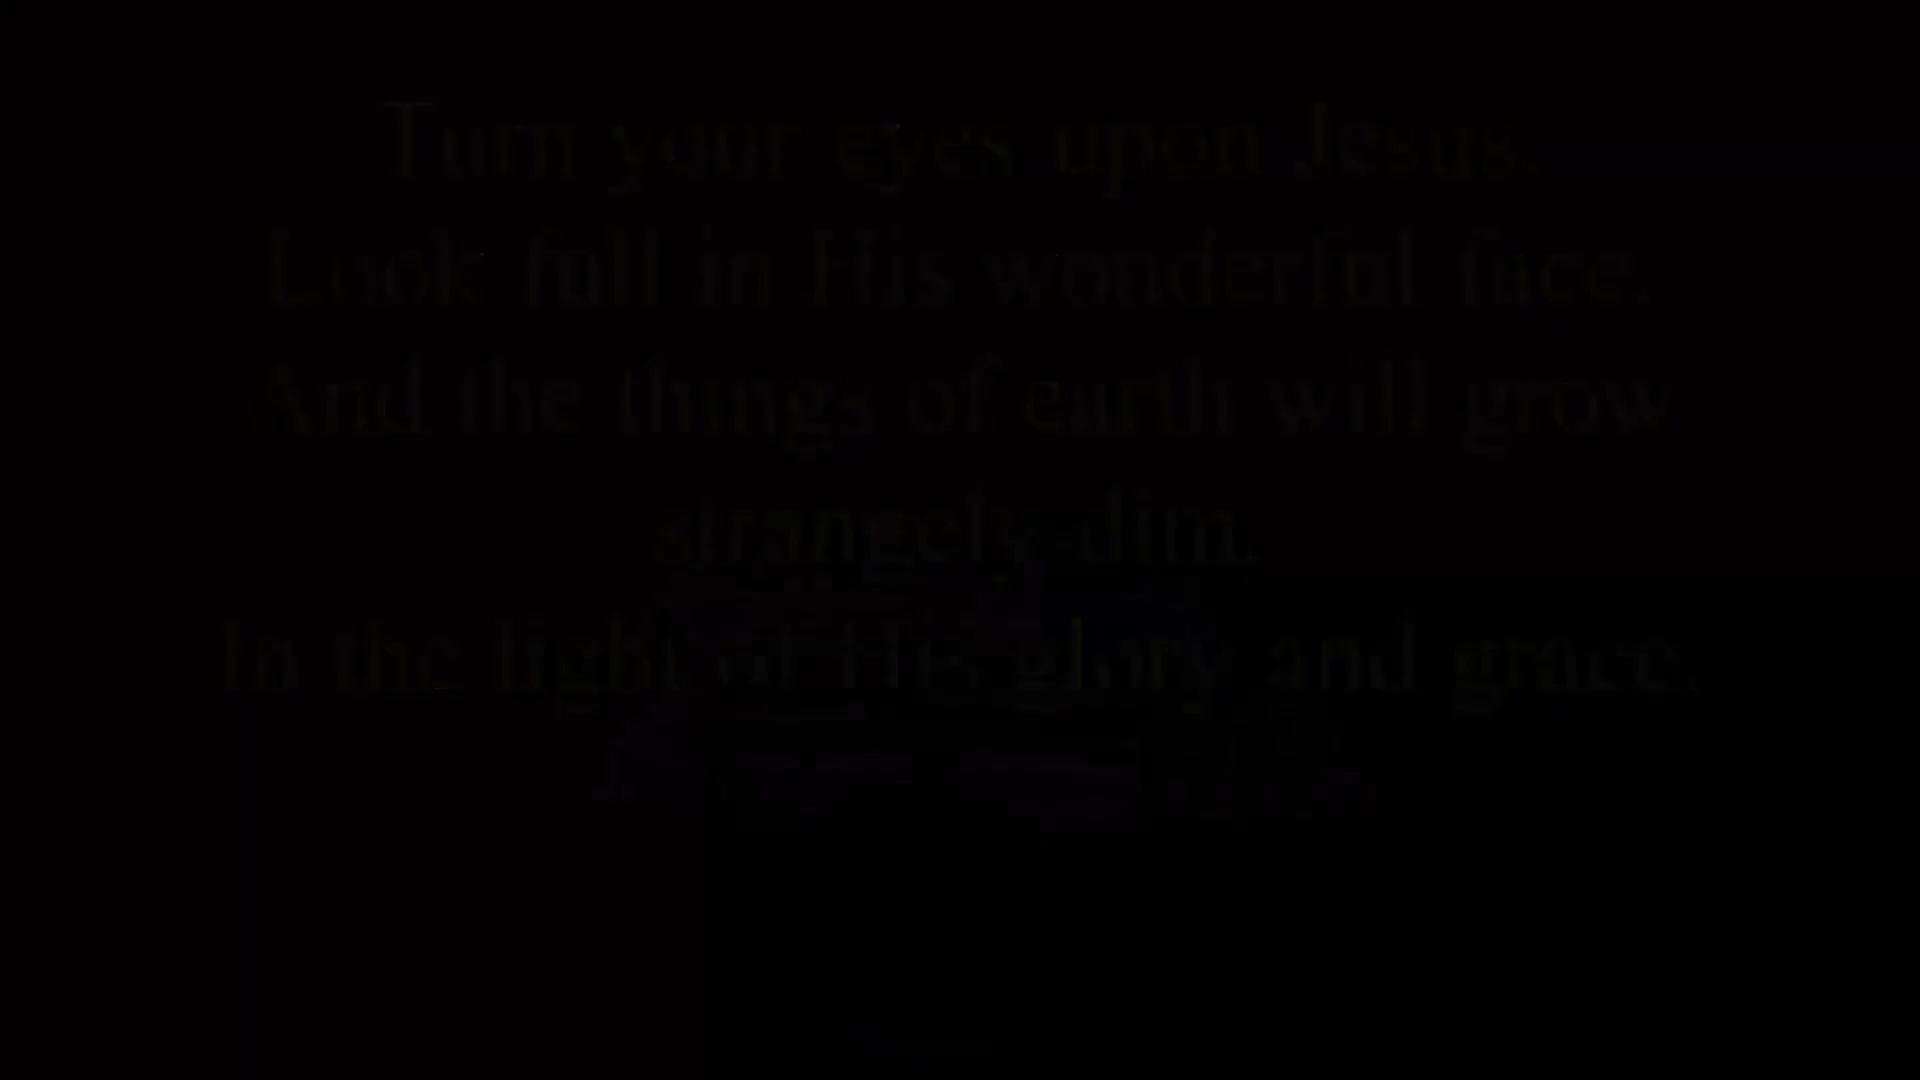 Turn your eyes upon Jesus.
Look full in His wonderful face.
And the things of earth will grow
strangely dim.
In the light of His glory and grace.